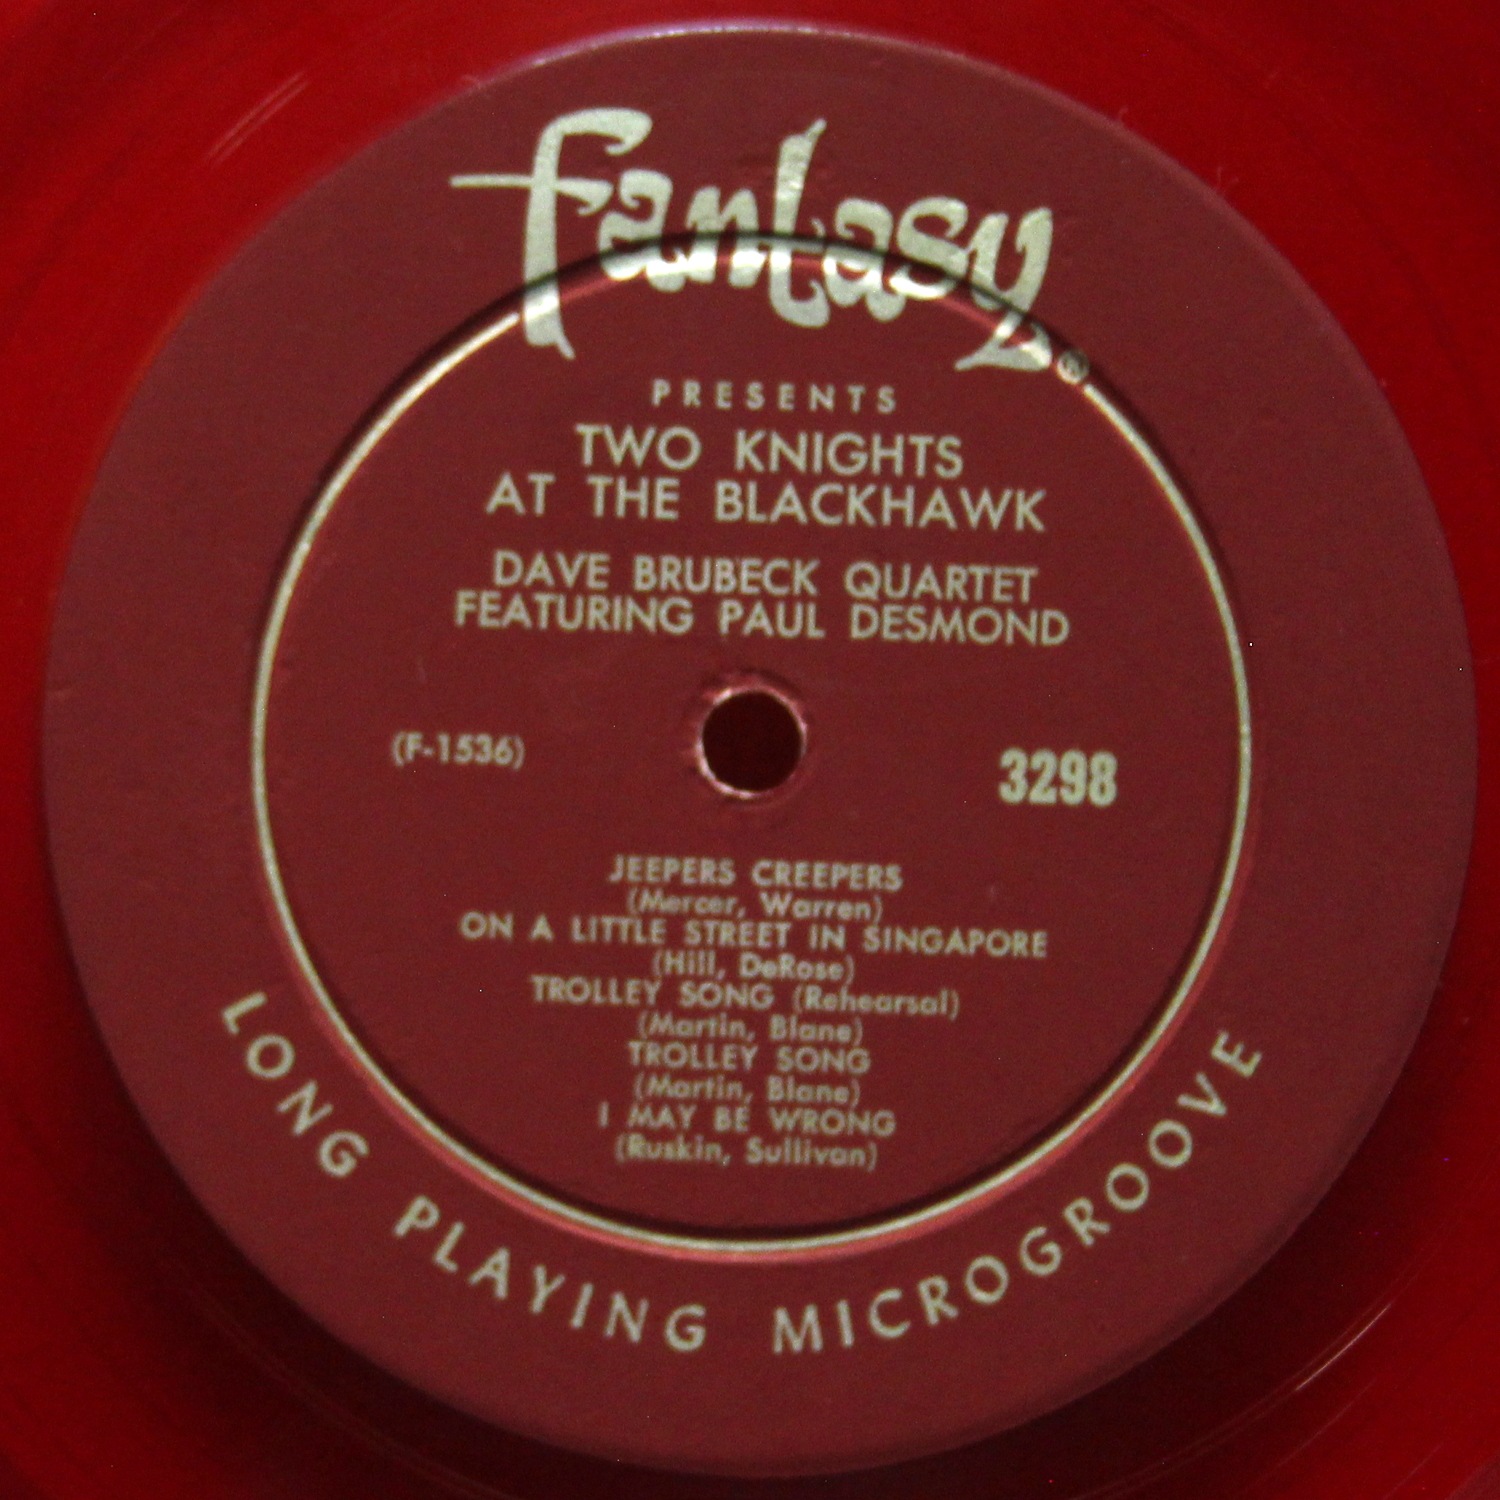 Fantasy®
PRESENTS
TWO KNIGHTS
AT THE BLACKHAWK
DAVE BRUBECK QUARTET
FEATURING PAUL DESMOND
(F-1536)
3298
JEEPERS CREEPERS
(Mercer, Warren)
ON A LITTLE STREET IN SINGAPORE
(Hill, DeRose)
TROLLEY SONG (Rehearsal)
(Martin, Blane)
TROLLEY SONG
(Martin, Blane)
I MAY BE WRONG
(Ruskin, Sullivan)
LONG PLAYING MICROGROOVE